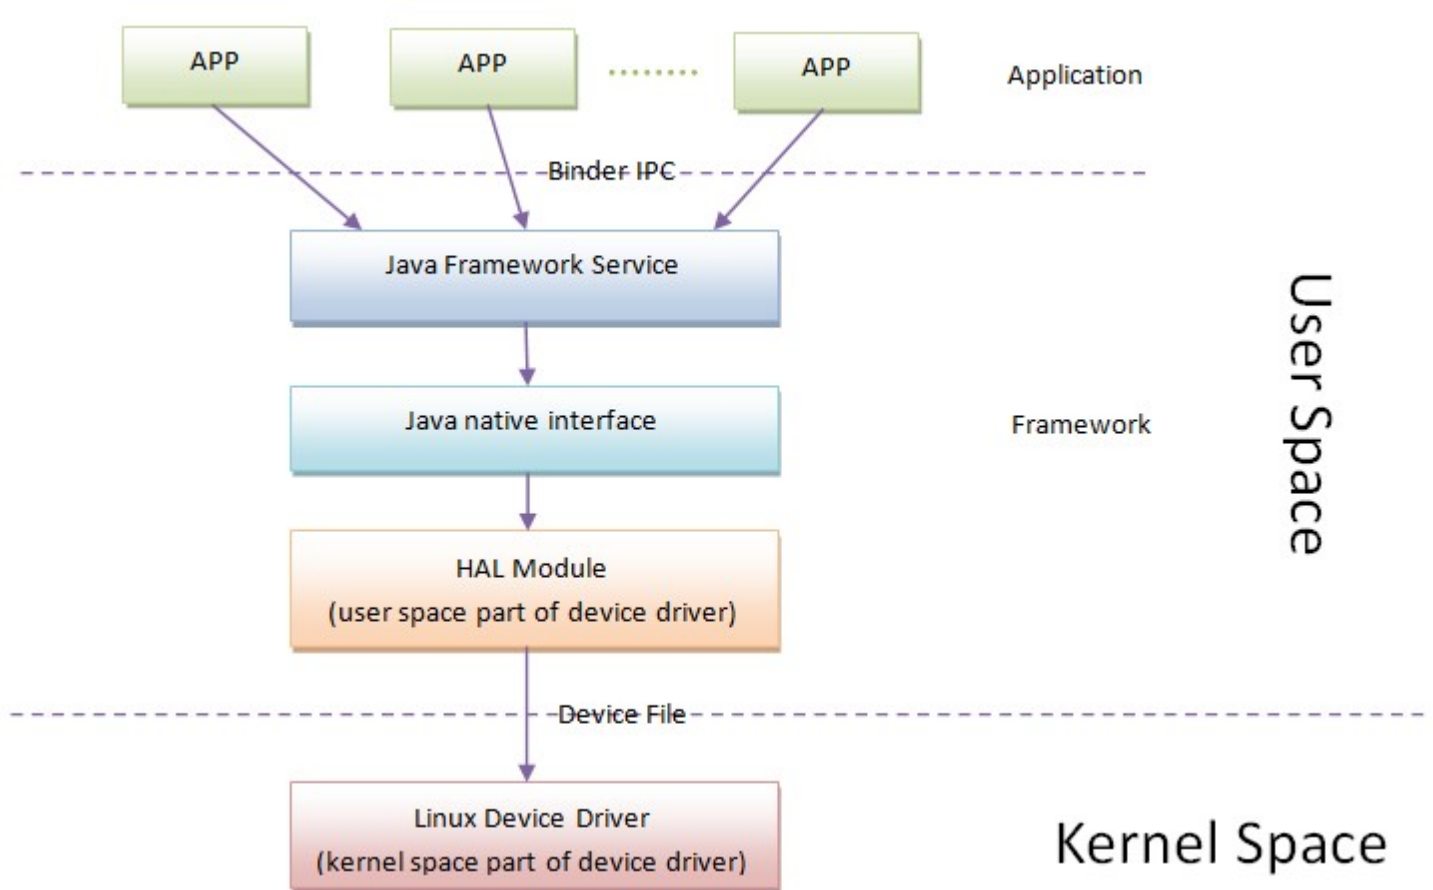 APP
APP
APP
Application
Binder IPC
Java Framework Service
Java native interface
Framework
User Space
HAL Module
(user space part of device driver)
Device File
Linux Device Driver
(kernel space part of device driver)
Kernel Space